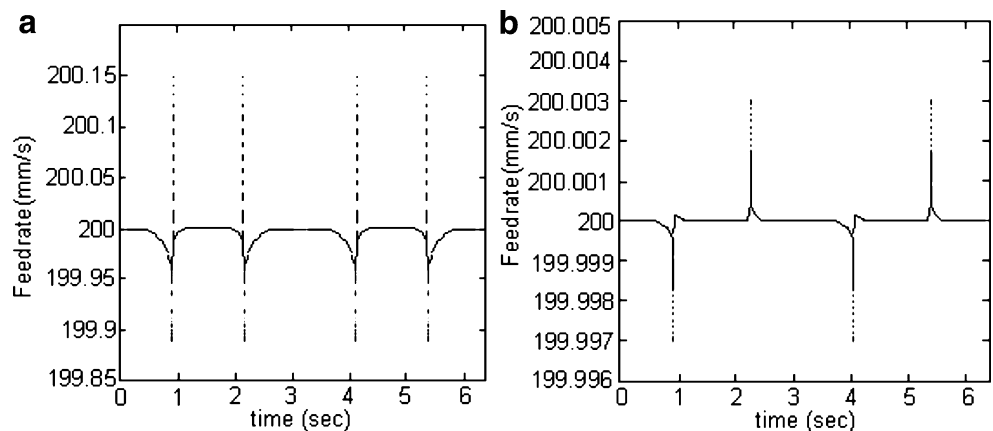 a
200.15
200.1
200.05
200
199.95
199.9
199.85
Feedrate(mm/s)
0 1 2 3 4 5 6
time (sec)
b
200.005
200.004
200.003
200.002
200.001
200
199.999
199.998
199.997
199.996
Feedrate(mm/s)
0 1 2 3 4 5 6
time (sec)